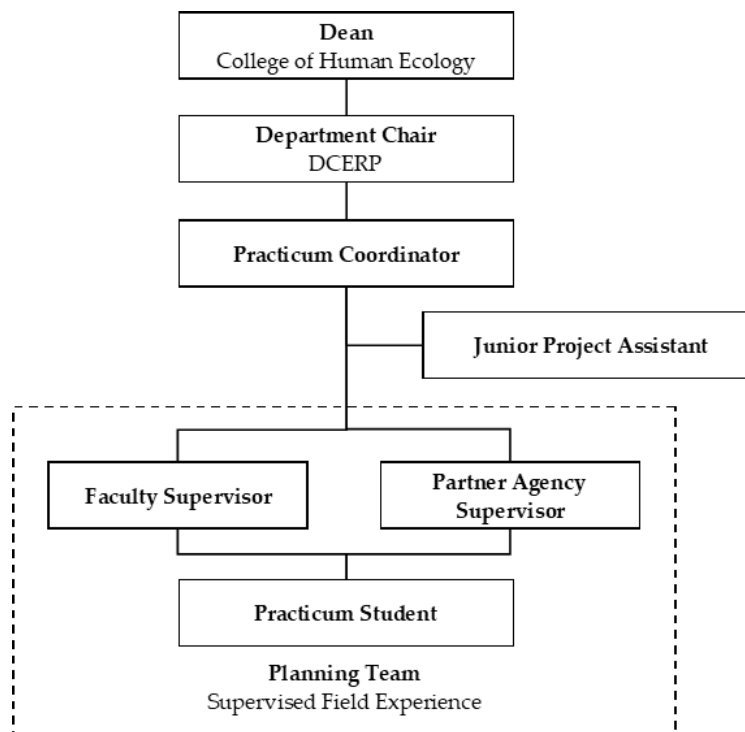 Dean
College of Human Ecology
Department Chair
DCERP
Practicum Coordinator
Junior Project Assistant
Faculty Supervisor
Partner Agency
Supervisor
Practicum Student
Planning Team
Supervised Field Experience